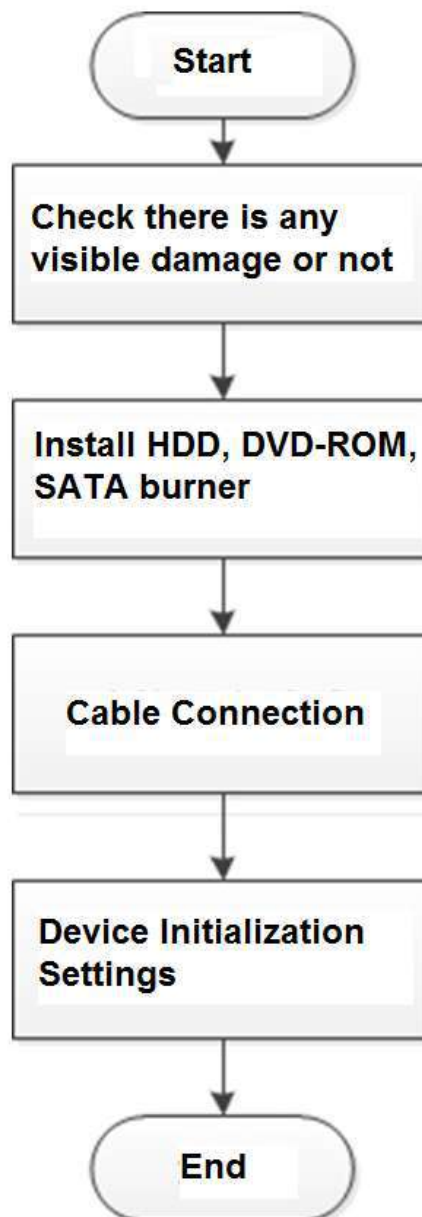 Start
Check there is any
visible damage or not
Install HDD, DVD-ROM,
SATA burner
Cable Connection
Device Initialization
Settings
End